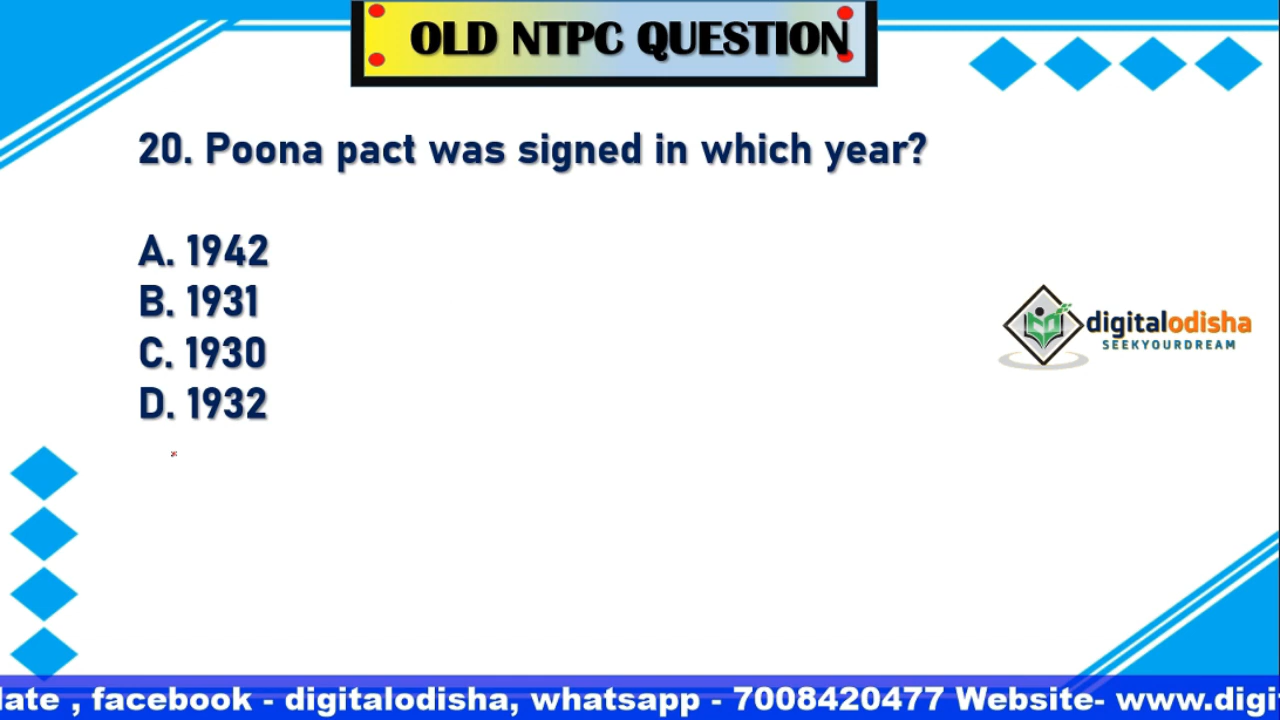 OLD NTPC QUESTION
20. Poona pact was signed in which year?
A. 1942
B. 1931
C. 1930
D. 1932
digitalodisha
SEEKYOURDREAM
, facebook - digitalodisha, whatsapp - 7008420477 Website- www.digi